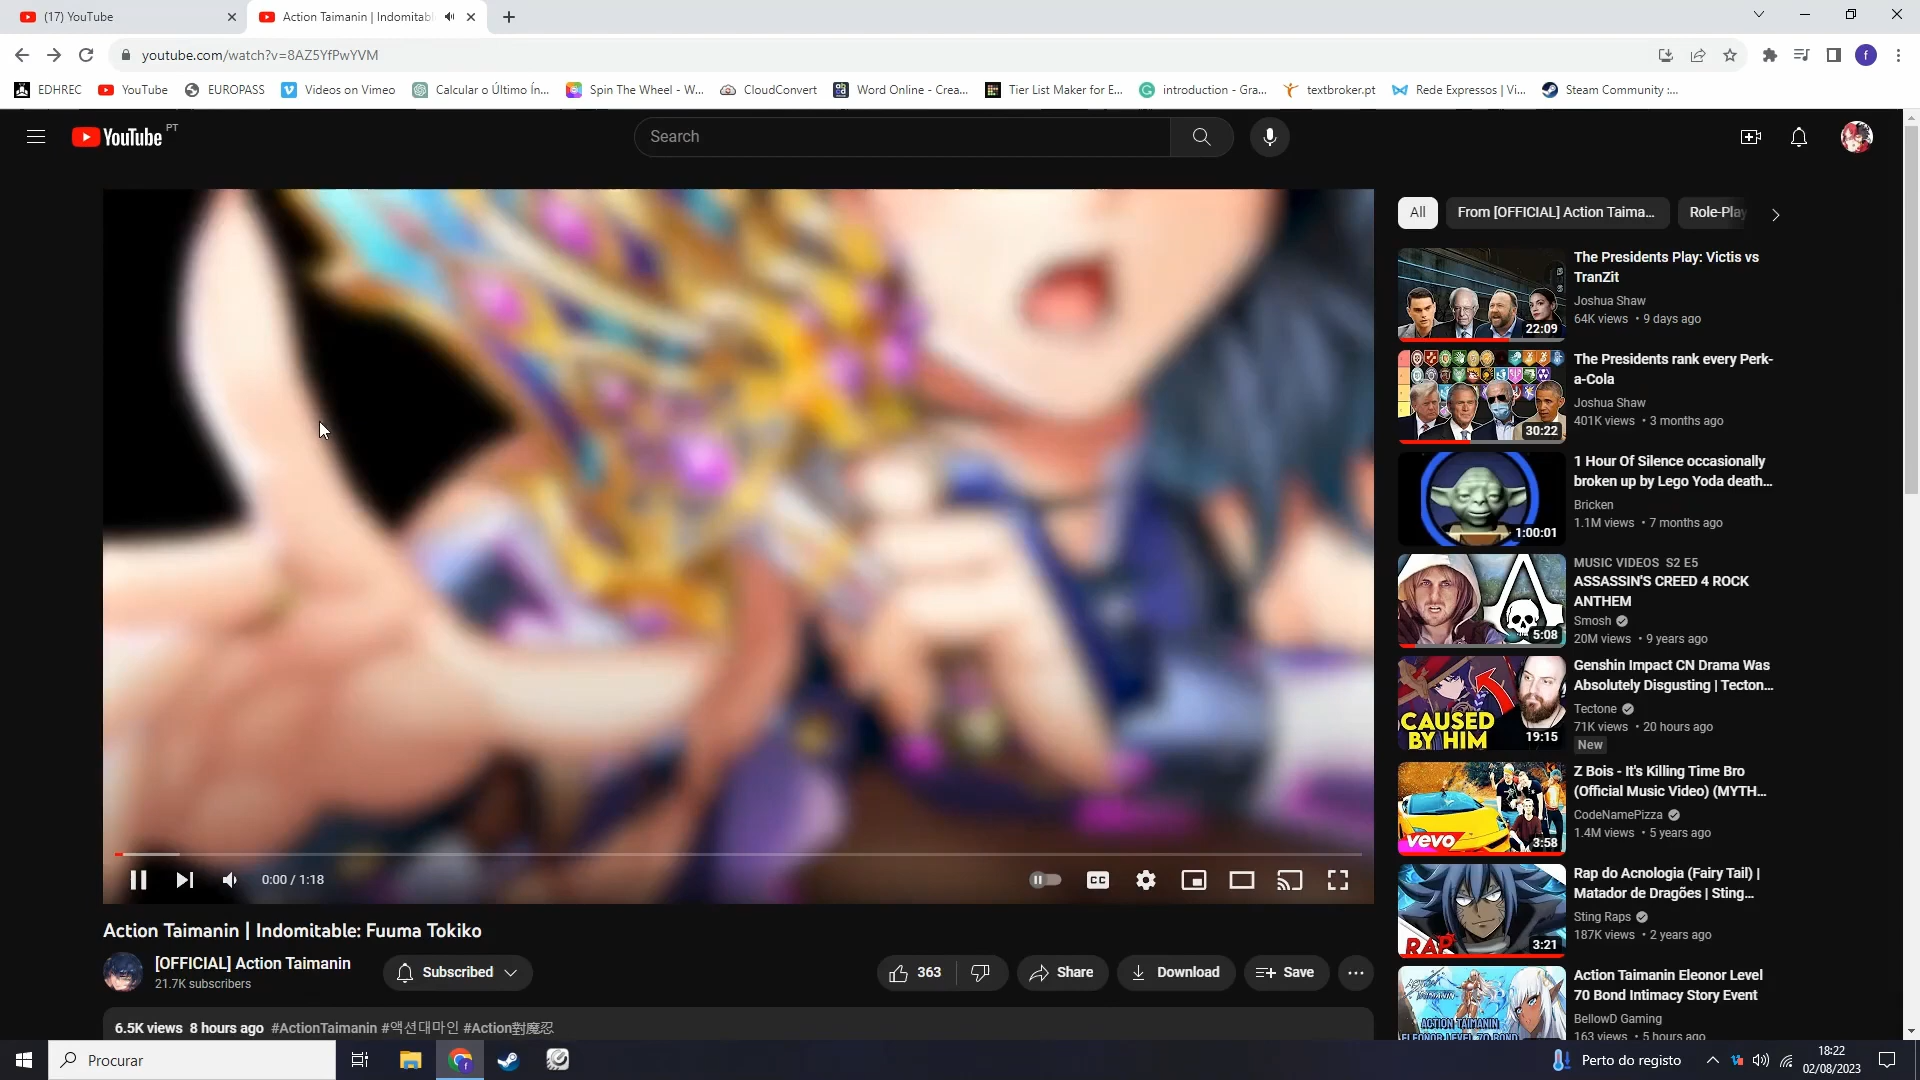 (17) YouTube
Action Taimanin | Indomitabl
youtube.com/watch?v=8AZ5YfPwYVM
f
EDHREC
YouTube
EUROPASS
Videos on Vimeo
Calcular o Último Ín...
Spin The Wheel - W...
CloudConvert
Word Online - Crea...
Tier List Maker for E...
introduction - Gra...
textbroker.pt
Rede Expressos | Vi...
Steam Community :...
YouTube PT
Search
All
From [OFFICIAL] Action Taima...
Role-Play
The Presidents Play: Victis vs
TranZit
Joshua Shaw
64K views • 9 days ago
22:09
The Presidents rank every Perk-
a-Cola
Joshua Shaw
401K views • 3 months ago
30:22
1 Hour Of Silence occasionally
broken up by Lego Yoda death...
Bricken
1.1M views • 7 months ago
1:00:01
MUSIC VIDEOS S2 E5
ASSASSIN'S CREED 4 ROCK
ANTHEM
Smosh
20M views • 9 years ago
5:08
Genshin Impact CN Drama Was
Absolutely Disgusting | Tecton...
Tectone
71K views • 20 hours ago
New
CAUSED
BY HIM
19:15
Z Bois - It's Killing Time Bro
(Official Music Video) (MYTH...
CodeNamePizza
1.4M views • 5 years ago
vevo
3:58
Rap do Acnologia (Fairy Tail) |
Matador de Dragões | Sting...
Sting Raps
187K views • 2 years ago
RAP
3:21
Action Taimanin Eleonor Level
70 Bond Intimacy Story Event
BellowD Gaming
163 views • 5 hours ago
ACTION TAIMANIN
ELEONOR LEVEL 70 BOND
0:00 / 1:18
CC
Action Taimanin | Indomitable: Fuuma Tokiko
[OFFICIAL] Action Taimanin
21.7K subscribers
Subscribed
363
Share
Download
Save
6.5K views 8 hours ago #ActionTaimanin #액션대마인 #Action對魔忍
Procurar
Perto do registo
18:22
02/08/2023